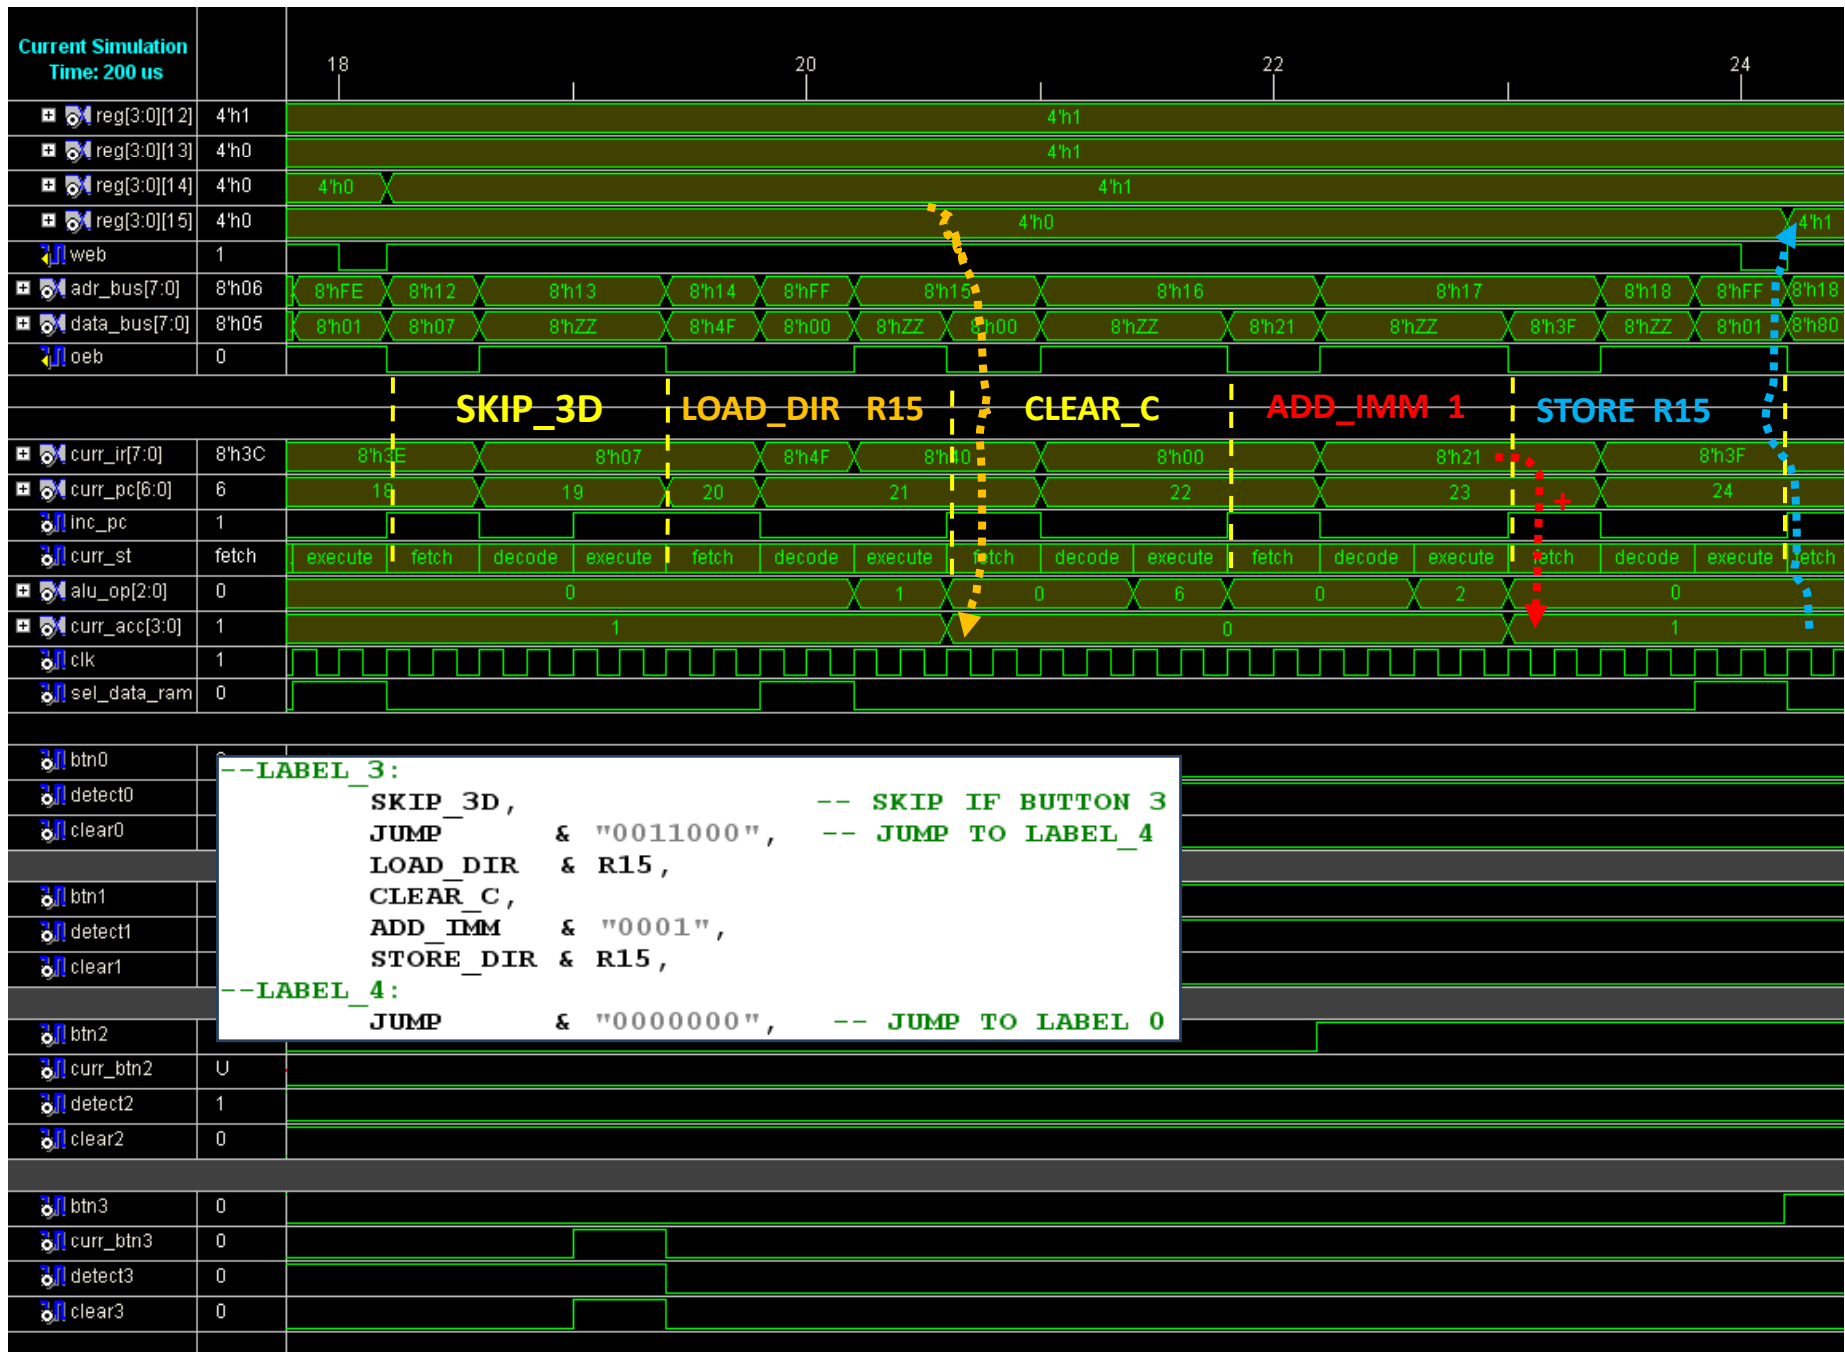 Current Simulation
Time: 200 us
18 20 22 24
reg[3:0][12] 4'h1 4'h1
reg[3:0][13] 4'h0 4'h1
reg[3:0][14] 4'h0 4'h0 4'h1
reg[3:0][15] 4'h0 4'h0 4'h1
web 1
adr_bus[7:0] 8'h06 8'hFE 8'h12 8'h13 8'h14 8'hFF 8'h15 8'h16 8'h17 8'h18 8'hFF 8'h18
data_bus[7:0] 8'h05 8'h01 8'h07 8'hZZ 8'h4F 8'h00 8'hZZ 8'h00 8'hZZ 8'h21 8'hZZ 8'h3F 8'hZZ 8'h01 8'h80
oeb 0
SKIP_3D LOAD_DIR R15 CLEAR_C ADD_IMM 1 STORE R15
curr_ir[7:0] 8'h3C 8'h3E 8'h07 8'h4F 8'h40 8'h00 8'h21 8'h3F
curr_pc[6:0] 6 18 19 20 21 22 23 24
+
inc_pc 1
curr_st fetch execute fetch decode execute fetch decode execute fetch decode execute fetch decode execute fetch decode execute fetch
alu_op[2:0] 0 0 1 0 6 0 2 0
curr_acc[3:0] 1 1 0 1
clk 1
sel_data_ram 0
btn0
detect0
clear0
btn1
detect1
clear1
--LABEL_3:
SKIP_3D, -- SKIP IF BUTTON 3
JUMP & "0011000", -- JUMP TO LABEL_4
LOAD_DIR & R15,
CLEAR_C,
ADD_IMM & "0001",
STORE_DIR & R15,
--LABEL_4:
JUMP & "0000000", -- JUMP TO LABEL 0
btn2
curr_btn2 U
detect2 1
clear2 0
btn3 0
curr_btn3 0
detect3 0
clear3 0